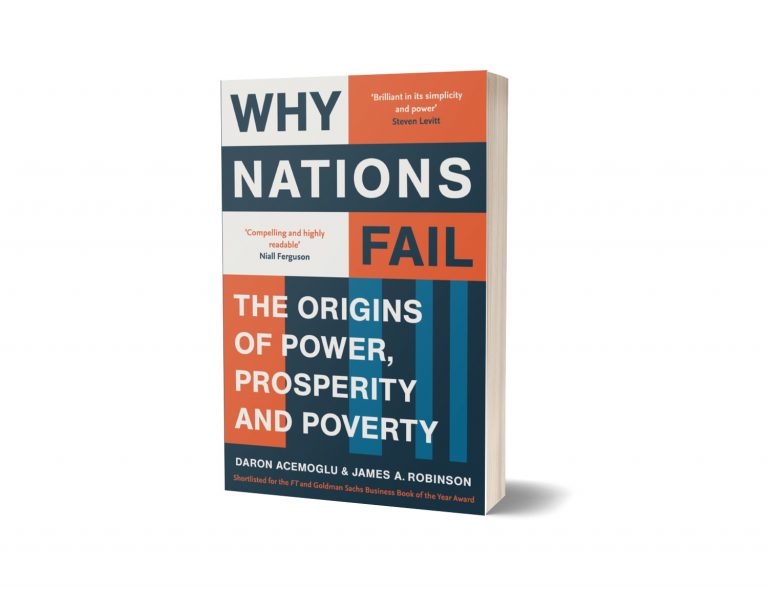 WHY
'Brilliant in its simplicity
and power'
Steven Levitt
NATIONS
'Compelling and highly
readable'
Niall Ferguson
FAIL
THE ORIGINS
OF POWER,
PROSPERITY
AND POVERTY
DARON ACEMOGLU & JAMES A. ROBINSON
Shortlisted for the FT and Goldman Sachs Business Book of the Year Award